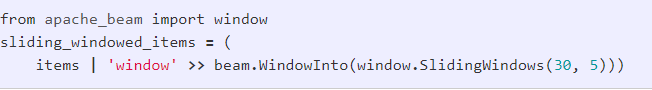 from apache_beam import window
sliding_windowed_items = (
    items | 'window' >> beam.WindowInto(window.SlidingWindows(30, 5)))